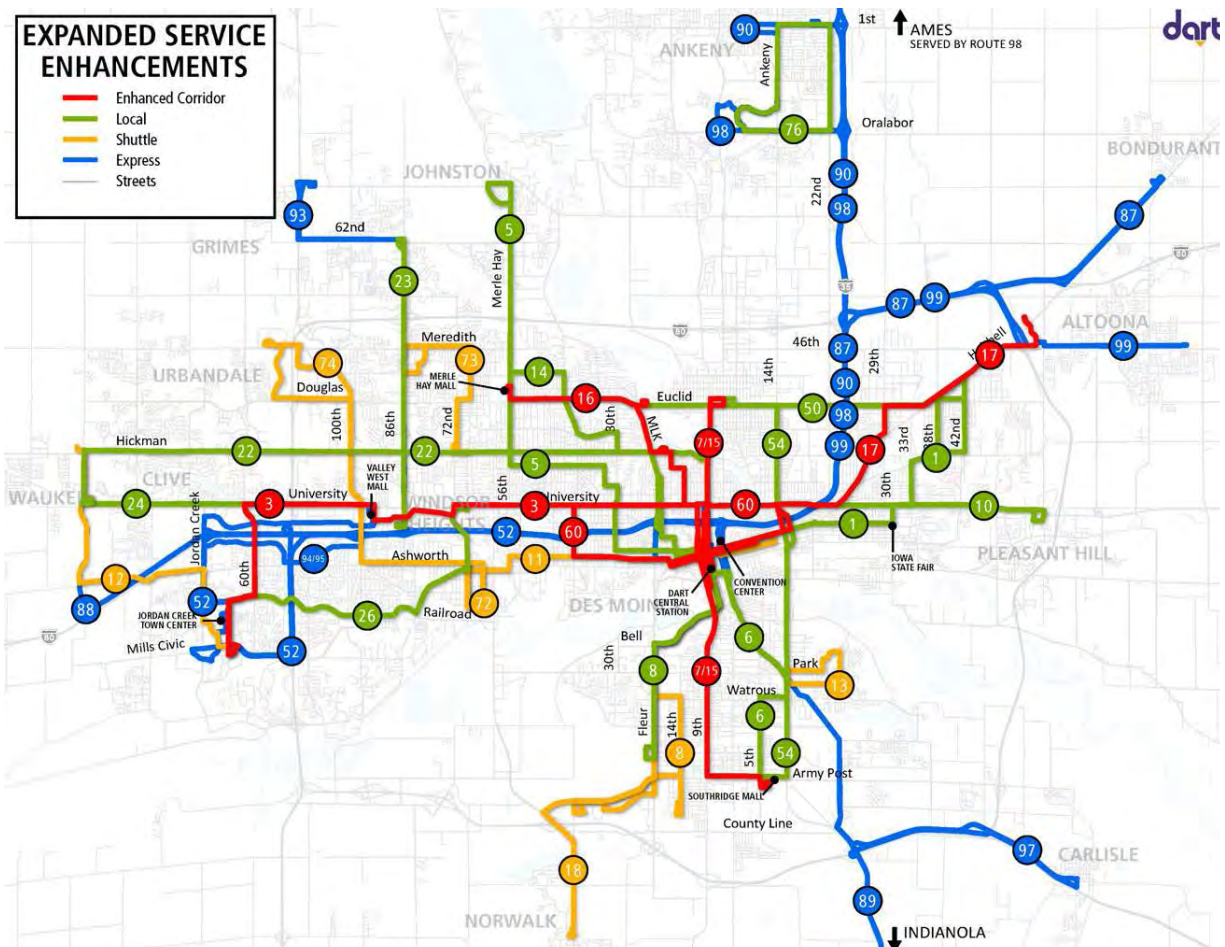 EXPANDED SERVICE
ENHANCEMENTS
Enhanced Corridor
Local
Shuttle
Express
Streets
90
ANKENY
Ankeny
1st
AMES
SERVED BY ROUTE 98
dart
98
76
Oralabor
BONDURANT
JOHNSTON
22nd
90
98
87
93
62nd
GRIMES
5
Merle Hay
23
35
80
87
99
ALTOONA
99
Meredith
80
46th
87
29th
17
74
73
URBANDALE
Douglas
MERLE
HAY MALL
14
16
14th
90
Euclid
50
98
100th
86th
72nd
30th
MLK
33rd
38th
42nd
Hickman
22
22
7/15
54
99
17
1
5
VALLEY
WEST
MALL
56th
30th
WAUKEE
CLIVE
24
3
University
WINDSOR
HEIGHTS
3
University
60
10
Jordan Creek
60
52
1
94/95
Ashworth
11
IOWA
STATE FAIR
PLEASANT HILL
12
60th
88
52
72
DES MOINES
DART
CENTRAL
STATION
CONVENTION
CENTER
JORDAN CREEK
TOWN CENTER
26
Railroad
80
Mills Civic
52
Bell
6
30th
8
7/15
Park
13
Watrous
Fleur
14th
9th
6
8
5th
54
Army Post
SOUTHRIDGE MALL
County Line
97
CARLISLE
18
89
NORWALK
INDIANOLA